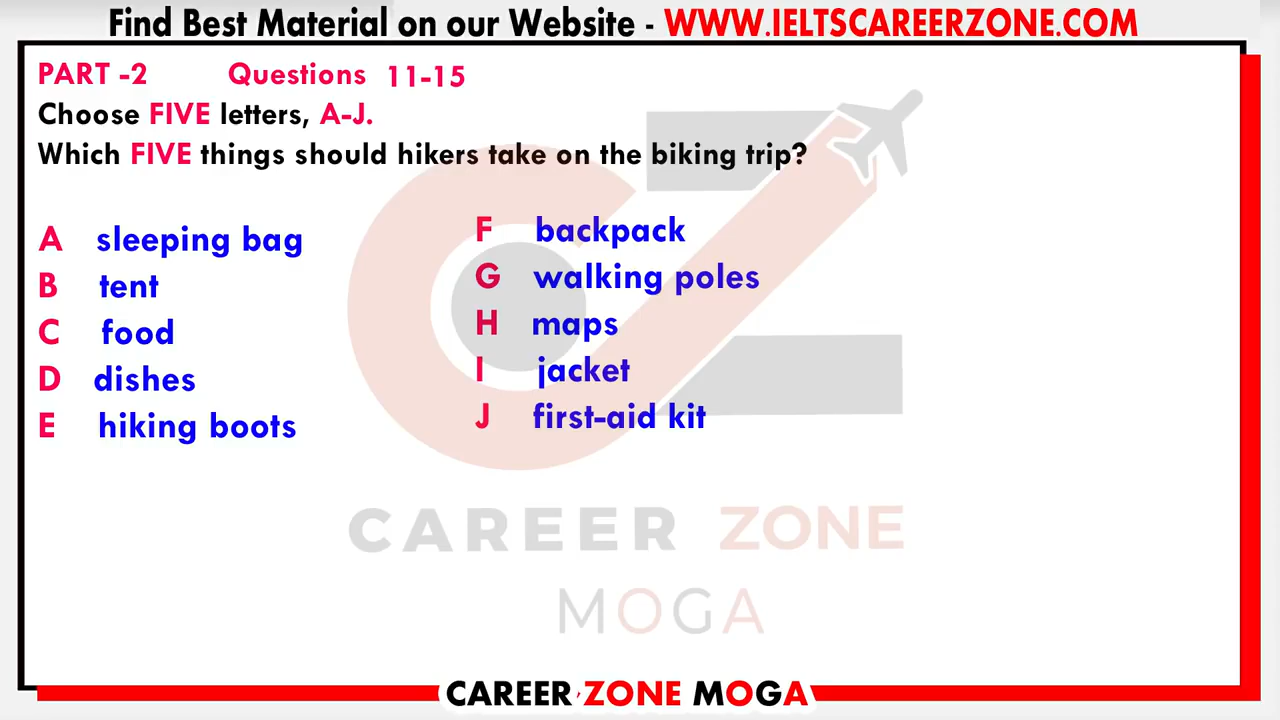 Find Best Material on our Website - WWW.IELTSCAREERZONE.COM
PART -2 Questions 11-15
Choose FIVE letters, A-J.
Which FIVE things should hikers take on the biking trip?
A sleeping bag
B tent
C food
D dishes
E hiking boots
F backpack
G walking poles
H maps
I jacket
J first-aid kit
CAREER ZONE
MOGA
CAREER ZONE MOGA